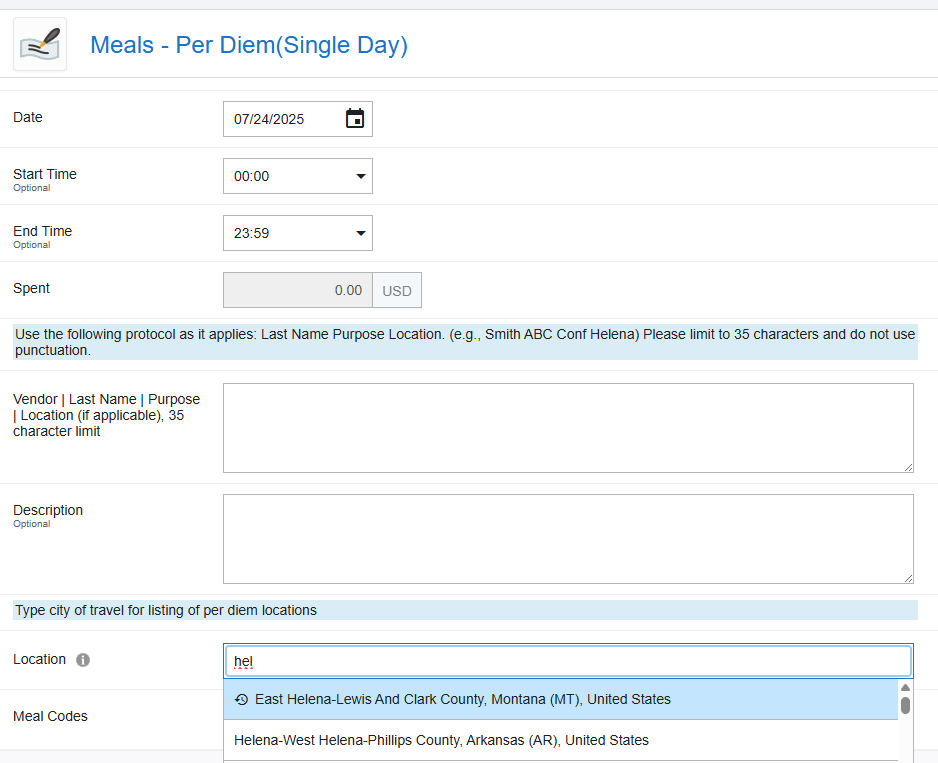 Meals - Per Diem(Single Day)
Date
07/24/2025
Start Time
Optional
00:00
End Time
Optional
23:59
Spent
0.00
USD
Use the following protocol as it applies: Last Name Purpose Location. (e.g., Smith ABC Conf Helena) Please limit to 35 characters and do not use
punctuation.
Vendor | Last Name | Purpose
| Location (if applicable), 35
character limit
Description
Optional
Type city of travel for listing of per diem locations
Location
hel
East Helena-Lewis And Clark County, Montana (MT), United States
Meal Codes
Helena-West Helena-Phillips County, Arkansas (AR), United States